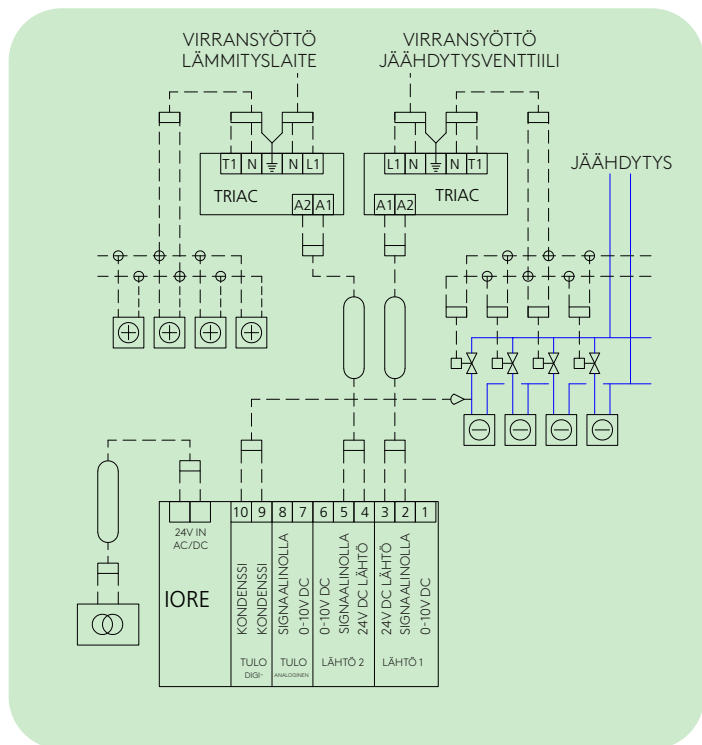 VIRRANSYÖTTÖ
LÄMMITYSLAITE
VIRRANSYÖTTÖ
JÄÄHDYTYSVENTTIILI
T1 N N L1
TRIAC
A2 A1
L1 N N T1
TRIAC
A1 A2
JÄÄHDYTYS
24V IN
AC/DC
IORE
10 9 8 7 6 5 4 3 2 1
KONDENSSI
KONDENSSI
SIGNAALINOLLA
0-10V DC
0-10V DC
SIGNAALINOLLA
24V DC LÄHTÖ
24V DC LÄHTÖ
SIGNAALINOLLA
0-10V DC
TULO
DIGI-
TULO
ANALOGINEN
LÄHTÖ 2
LÄHTÖ 1